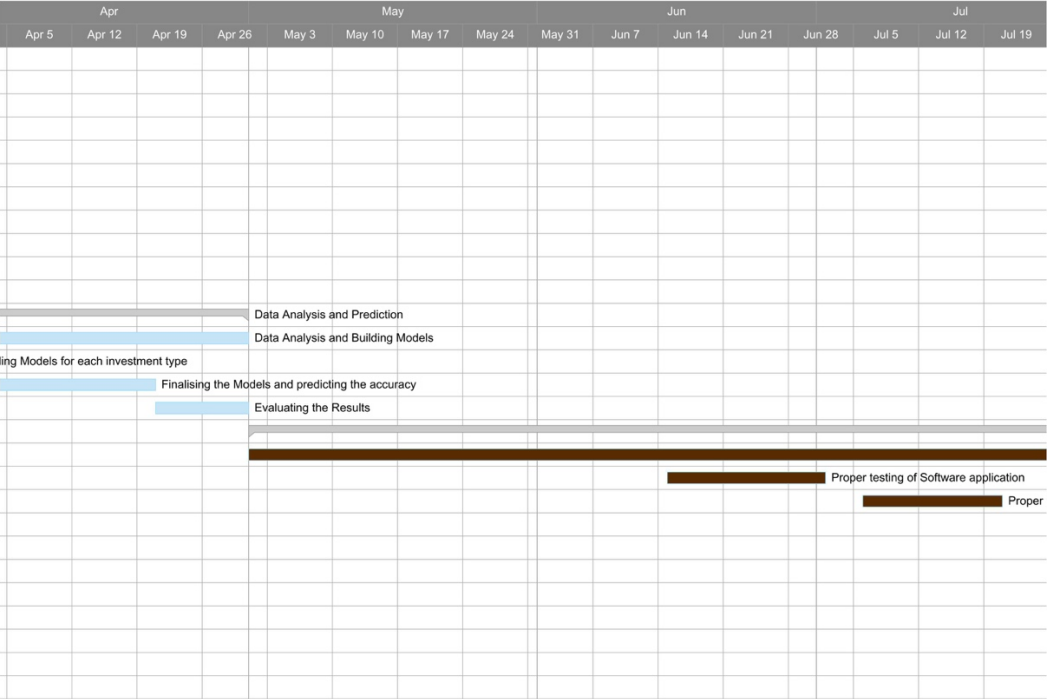 Apr May Jun Jul
Apr 5 Apr 12 Apr 19 Apr 26 May 3 May 10 May 17 May 24 May 31 Jun 7 Jun 14 Jun 21 Jun 28 Jul 5 Jul 12 Jul 19
Data Analysis and Prediction
Data Analysis and Building Models
ing Models for each investment type
Finalising the Models and predicting the accuracy
Evaluating the Results
Proper testing of Software application
Proper